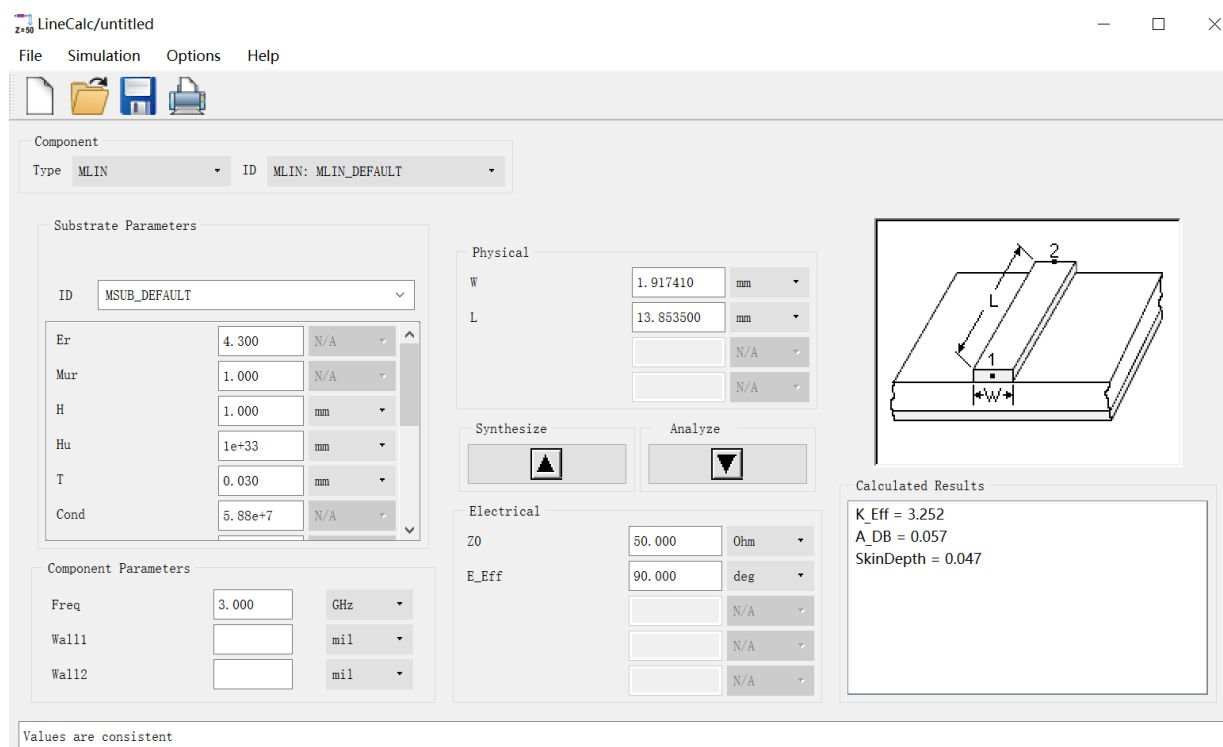 Z=50 LineCalc/untitled
File Simulation Options Help
Component
Type MLIN ID MLIN: MLIN_DEFAULT
Substrate Parameters
ID MSUB_DEFAULT
Er 4.300 N/A
Mur 1.000 N/A
H 1.000 mm
Hu 1e+33 mm
T 0.030 mm
Cond 5.88e+7 N/A
Component Parameters
Freq 3.000 GHz
Wall1 mil
Wall2 mil
Physical
W 1.917410 mm
L 13.853500 mm
N/A
N/A
Synthesize Analyze
Electrical
Z0 50.000 Ohm
E_Eff 90.000 deg
N/A
N/A
N/A
2
L
1
W
Calculated Results
K_Eff = 3.252
A_DB = 0.057
SkinDepth = 0.047
Values are consistent